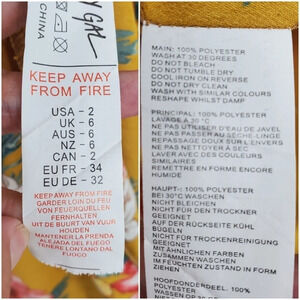 Y GAL
CHINA
KEEP AWAY
FROM FIRE
USA - 2
UK - 6
AUS - 6
NZ - 6
CAN - 2
EU FR - 34
EU DE - 32
KEEP AWAY FROM FIRE
GARDER LOIN DU FEU
VON FEUERQUELLEN
FERNHALTEN
UIT DE BUURT VAN VUUR
HOUDEN
MANTENER LA PRENDA
ALEJADA DEL FUEGO
TENERE LONTANO DAL
FUOCO
MAIN: 100% POLYESTER
WASH AT 30 DEGREES
DO NOT BLEACH
DO NOT TUMBLE DRY
COOL IRON ON REVERSE
DO NOT DRY CLEAN
WASH WITH SIMILAR COLOURS
RESHAPE WHILST DAMP
PRINCIPAL: 100% POLYESTER
LAVAGE A 30°C
NE PAS UTILISER D'EAU DE JAVEL
NE PAS PASSER AU SÈCHE-LINGE
REPASSAGE DOUX SUR L'ENVERS
NE PAS NETTOYER À SEC
LAVER AVEC DES COULEURS
SIMILAIRES
REMETTRE EN FORME TANT QUE
HUMIDE
HAUPT-: 100% POLYESTER
BEI 30°C WASCHEN
NICHT BLEICHEN
NICHT FÜR DEN TROCKNER
GEEIGNET
AUF DER RÜCKSEITE KÜHL
BÜGELN
NICHT FÜR TROCKENREINIGUNG
GEEIGNET
MIT ÄHNLICHEN FARBEN
ZUSAMMEN WASCHEN
IM FEUCHTEN ZUSTAND IN FORM
ZIEHEN
HOOFDONDERDEEL: 100%
POLYESTER